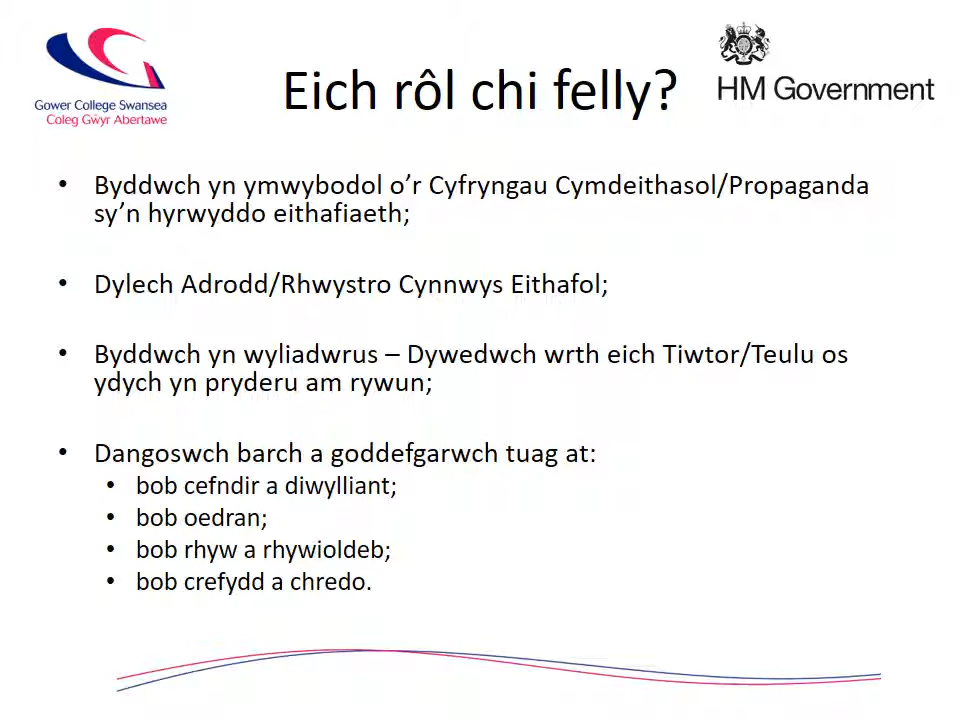 Gower College Swansea
Coleg Gŵyr Abertawe
HM Government
Eich rôl chi felly?
• Byddwch yn ymwybodol o’r Cyfryngau Cymdeithasol/Propaganda
sy’n hyrwyddo eithafiaeth;
• Dylech Adrodd/Rhwystro Cynnwys Eithafol;
• Byddwch yn wyliadwrus – Dywedwch wrth eich Tiwtor/Teulu os
ydych yn pryderu am rywun;
• Dangoswch barch a goddefgarwch tuag at:
• bob cefndir a diwylliant;
• bob oedran;
• bob rhyw a rhywioldeb;
• bob crefydd a chredo.